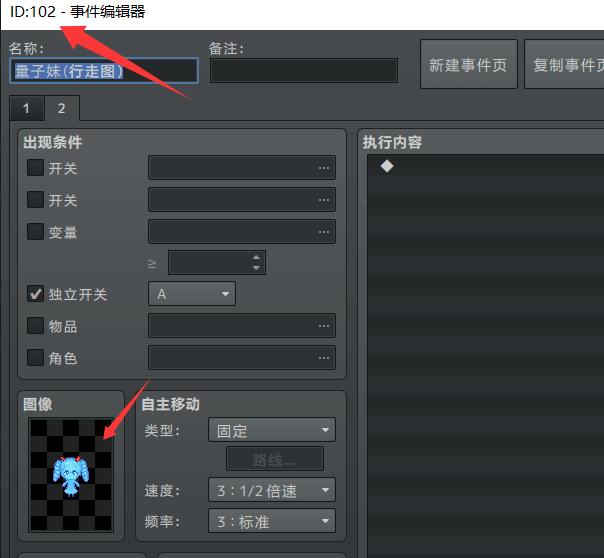 ID:102 - 事件编辑器
名称:
备注:
量子妹(行走图)
新建事件页
复制事件页
1
2
出现条件
执行内容
开关
...
◆
开关
...
变量
...
≥
独立开关
A
物品
...
角色
...
图像
自主移动
类型:
固定
路线...
速度:
3:1/2倍速
频率:
3:标准